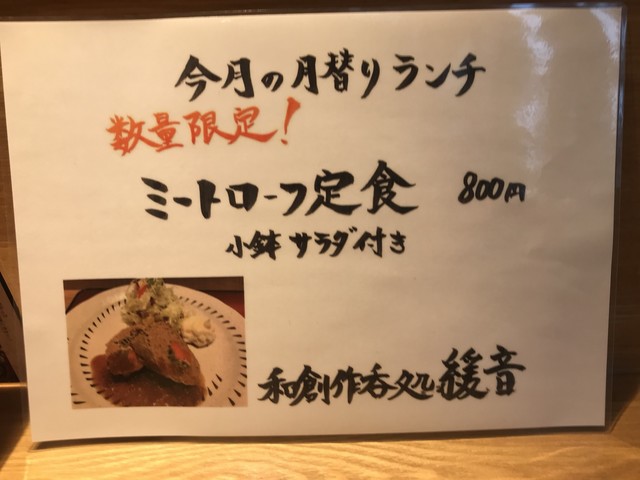 今月の月替りランチ
数量限定!
ミートローフ定食 800円
小鉢 サラダ付き
和創作呑処 緩音